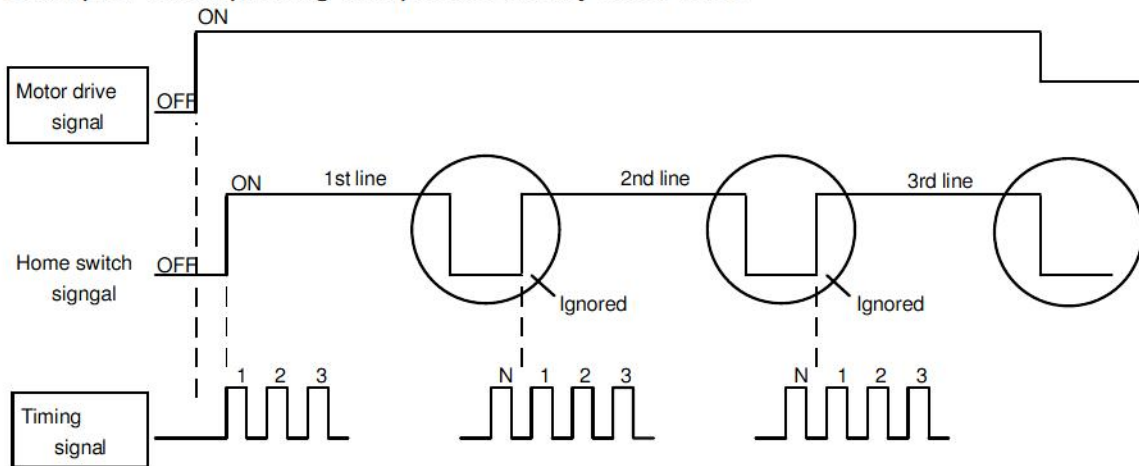 ON
Motor drive
signal
OFF
ON
1st line
2nd line
3rd line
Home switch
signgal
OFF
Ignored
Ignored
1 2 3
N 1 2 3
N 1 2 3
Timing
signal